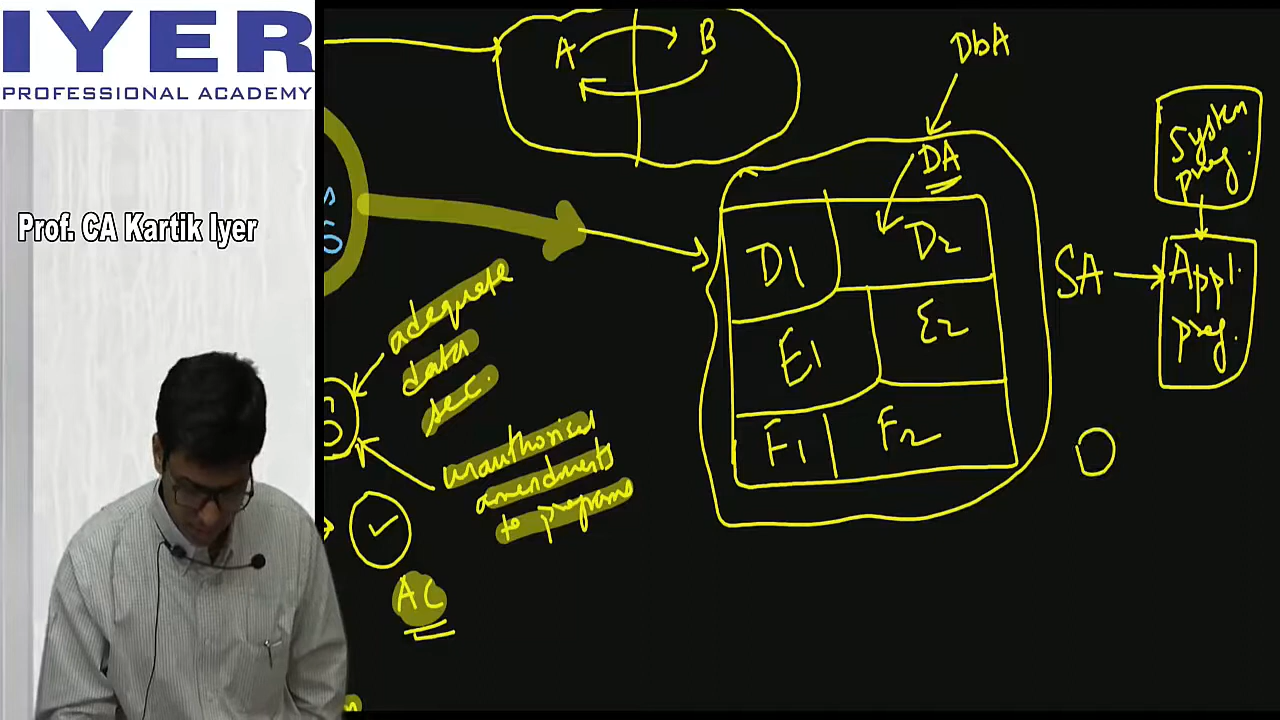 IYER
PROFESSIONAL ACADEMY
Prof. CA Kartik Iyer
A
B
DbA
DA
D1
D2
E1
E2
F1
F2
System
prog.
SA
Appl.
prog.
O
adequate
data
sec.
unauthorised
amendments
to programs
AC